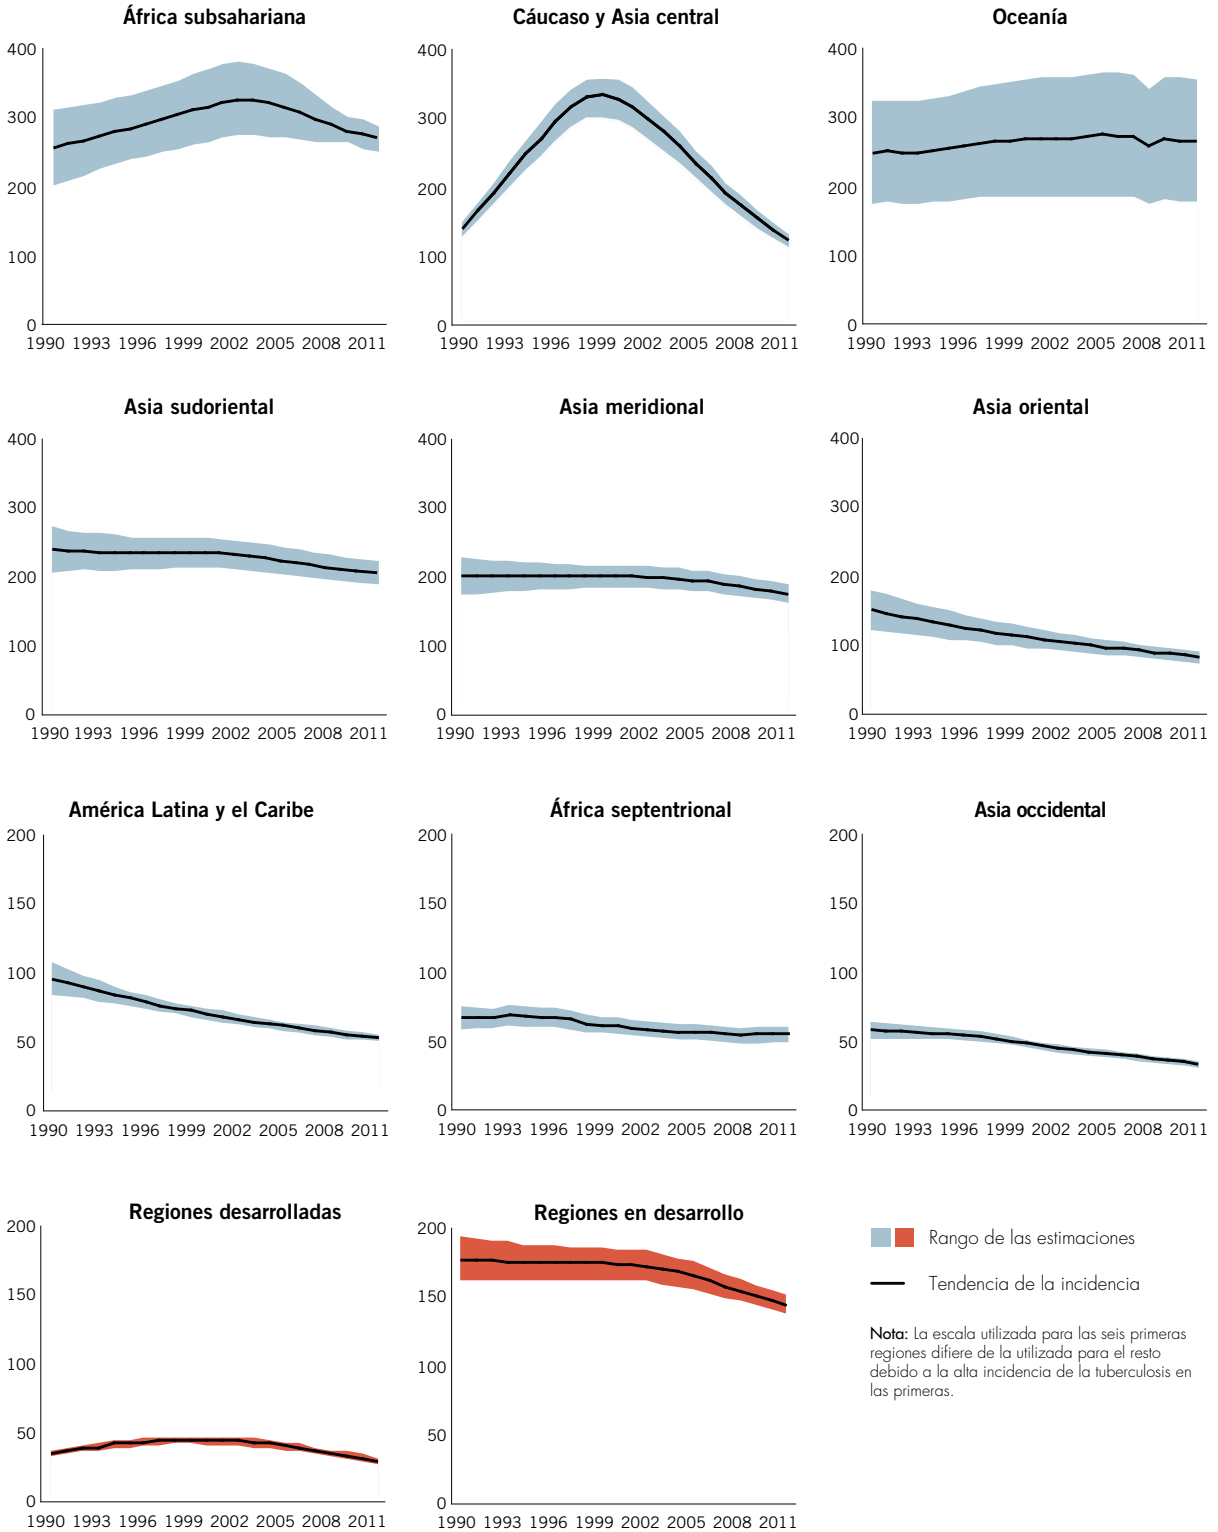 África subsahariana
400
300
200
100
0
1990 1993 1996 1999 2002 2005 2008 2011
Cáucaso y Asia central
400
300
200
100
0
1990 1993 1996 1999 2002 2005 2008 2011
Oceanía
400
300
200
100
0
1990 1993 1996 1999 2002 2005 2008 2011
Asia sudoriental
400
300
200
100
0
1990 1993 1996 1999 2002 2005 2008 2011
Asia meridional
400
300
200
100
0
1990 1993 1996 1999 2002 2005 2008 2011
Asia oriental
400
300
200
100
0
1990 1993 1996 1999 2002 2005 2008 2011
América Latina y el Caribe
200
150
100
50
0
1990 1993 1996 1999 2002 2005 2008 2011
África septentrional
200
150
100
50
0
1990 1993 1996 1999 2002 2005 2008 2011
Asia occidental
200
150
100
50
0
1990 1993 1996 1999 2002 2005 2008 2011
Regiones desarrolladas
200
150
100
50
0
1990 1993 1996 1999 2002 2005 2008 2011
Regiones en desarrollo
200
150
100
50
0
1990 1993 1996 1999 2002 2005 2008 2011
Rango de las estimaciones
Tendencia de la incidencia
Nota: La escala utilizada para las seis primeras
regiones difiere de la utilizada para el resto
debido a la alta incidencia de la tuberculosis en
las primeras.